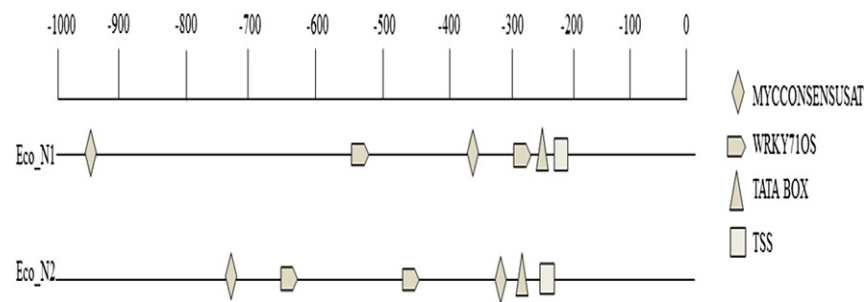 -1000 -900 -800 -700 -600 -500 -400 -300 -200 -100 0
MYCCONSENSUSAT
Eco_N1
WRKY71OS
TATA BOX
TSS
Eco_N2